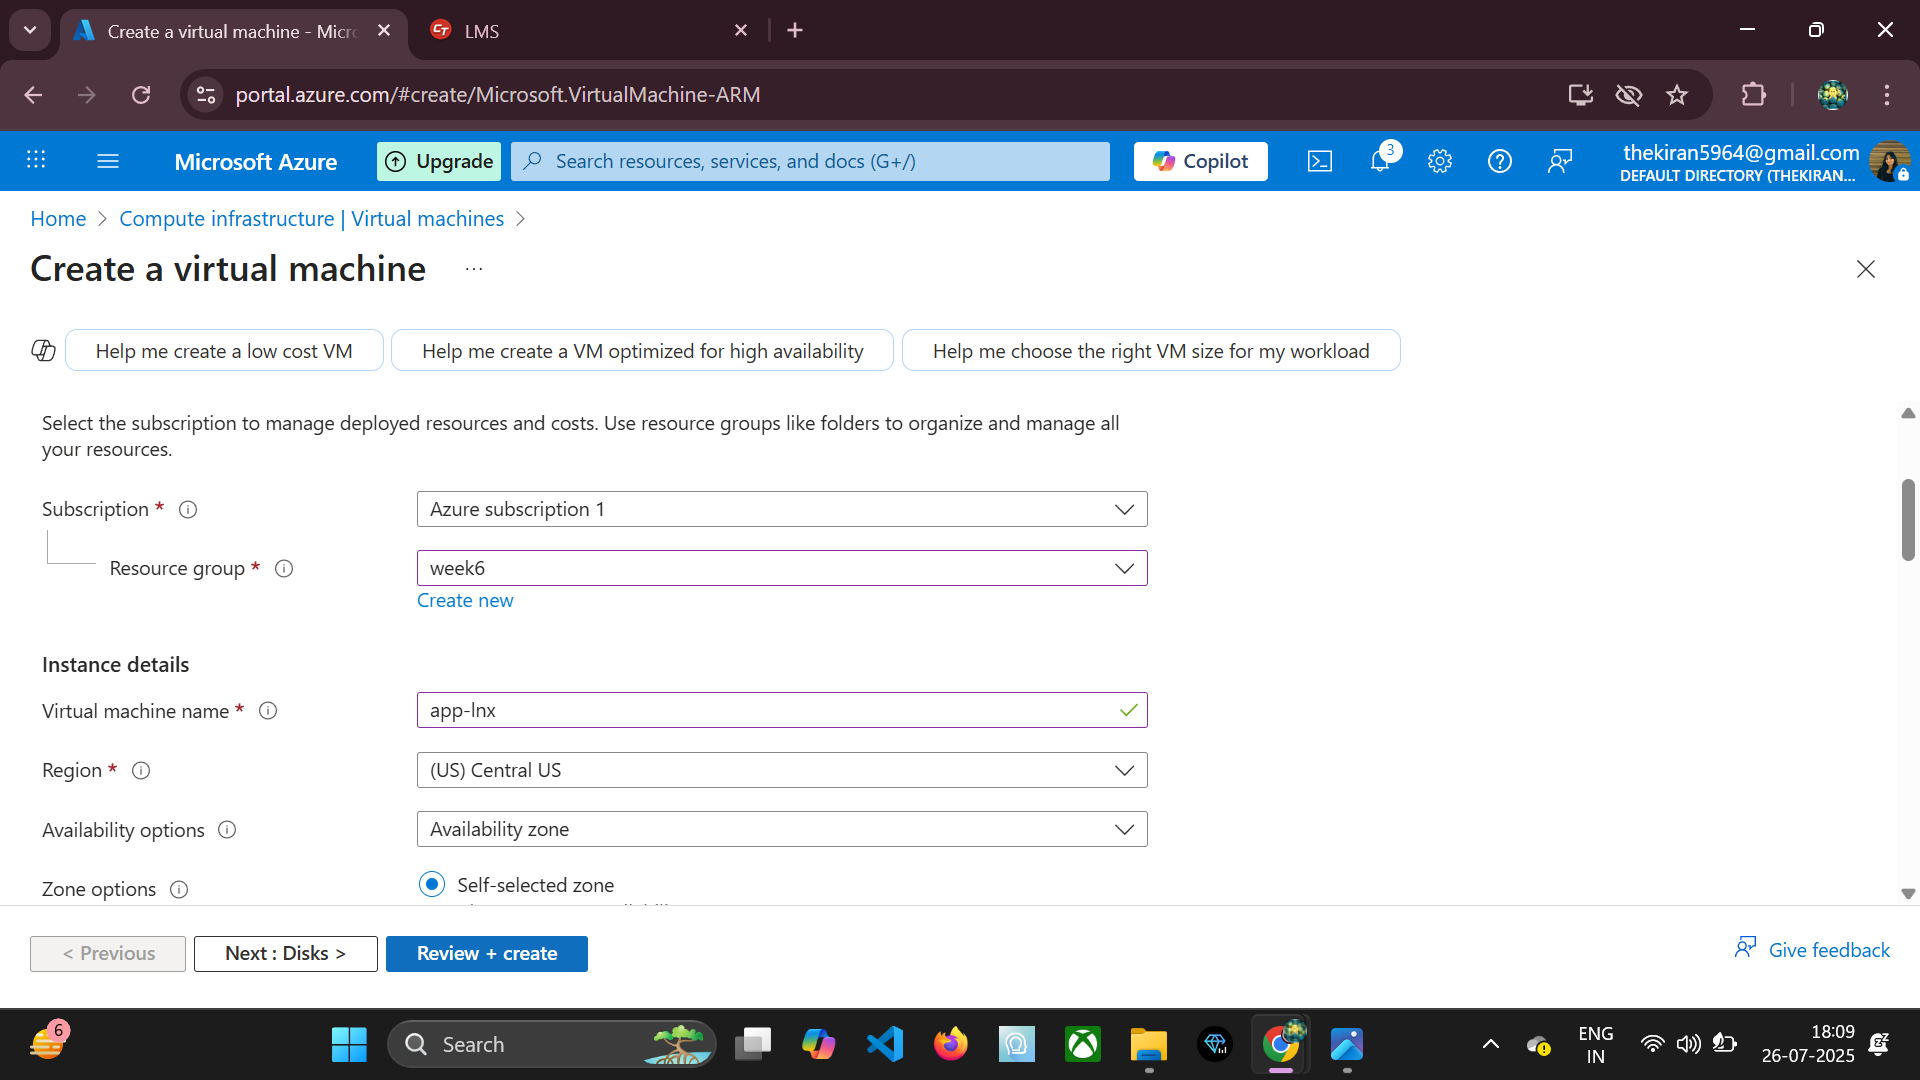 Create a virtual machine - Micro
LMS
portal.azure.com/#create/Microsoft.VirtualMachine-ARM
Microsoft Azure
Upgrade
Search resources, services, and docs (G+/)
Copilot
3
thekiran5964@gmail.com
DEFAULT DIRECTORY (THEKIRAN...
Home > Compute infrastructure | Virtual machines >
Create a virtual machine ...
Help me create a low cost VM
Help me create a VM optimized for high availability
Help me choose the right VM size for my workload
Select the subscription to manage deployed resources and costs. Use resource groups like folders to organize and manage all
your resources.
Subscription *
Azure subscription 1
Resource group *
week6
Create new
Instance details
Virtual machine name *
app-lnx
Region *
(US) Central US
Availability options
Availability zone
Zone options
Self-selected zone
< Previous
Next : Disks >
Review + create
Give feedback
6
Search
ENG
IN
18:09
26-07-2025